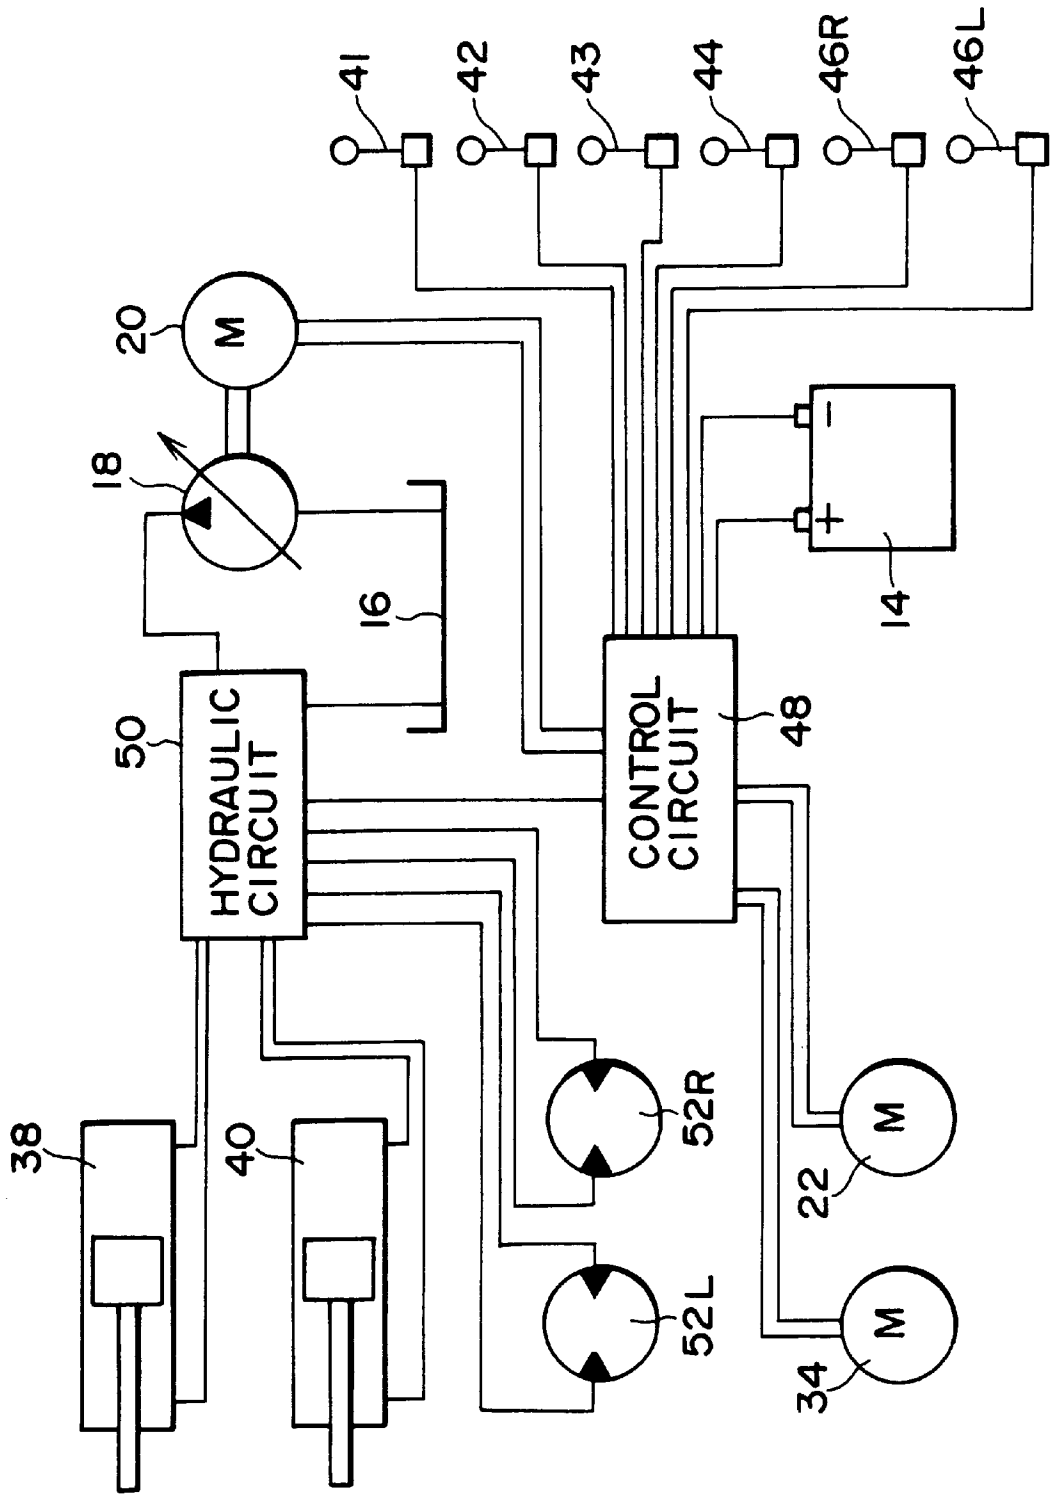 38
40
50
HYDRAULIC
CIRCUIT
18
20
M
16
41
42
43
44
46R
46L
52L
52R
CONTROL
CIRCUIT
48
14
+
−
34
M
22
M